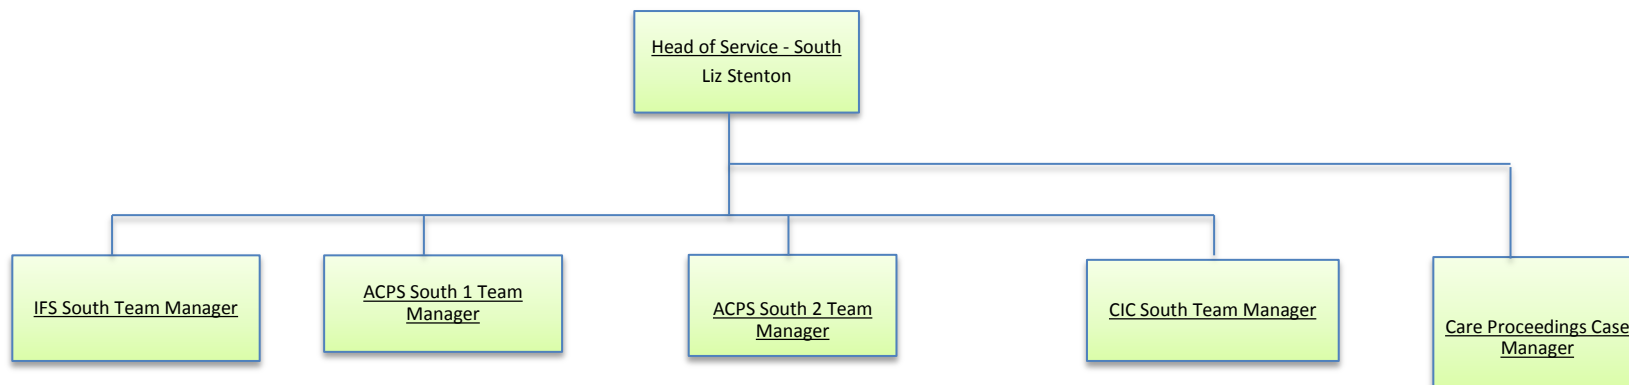 Head of Service - South
Liz Stenton
IFS South Team Manager
ACPS South 1 Team
Manager
ACPS South 2 Team
Manager
CIC South Team Manager
Care Proceedings Case
Manager